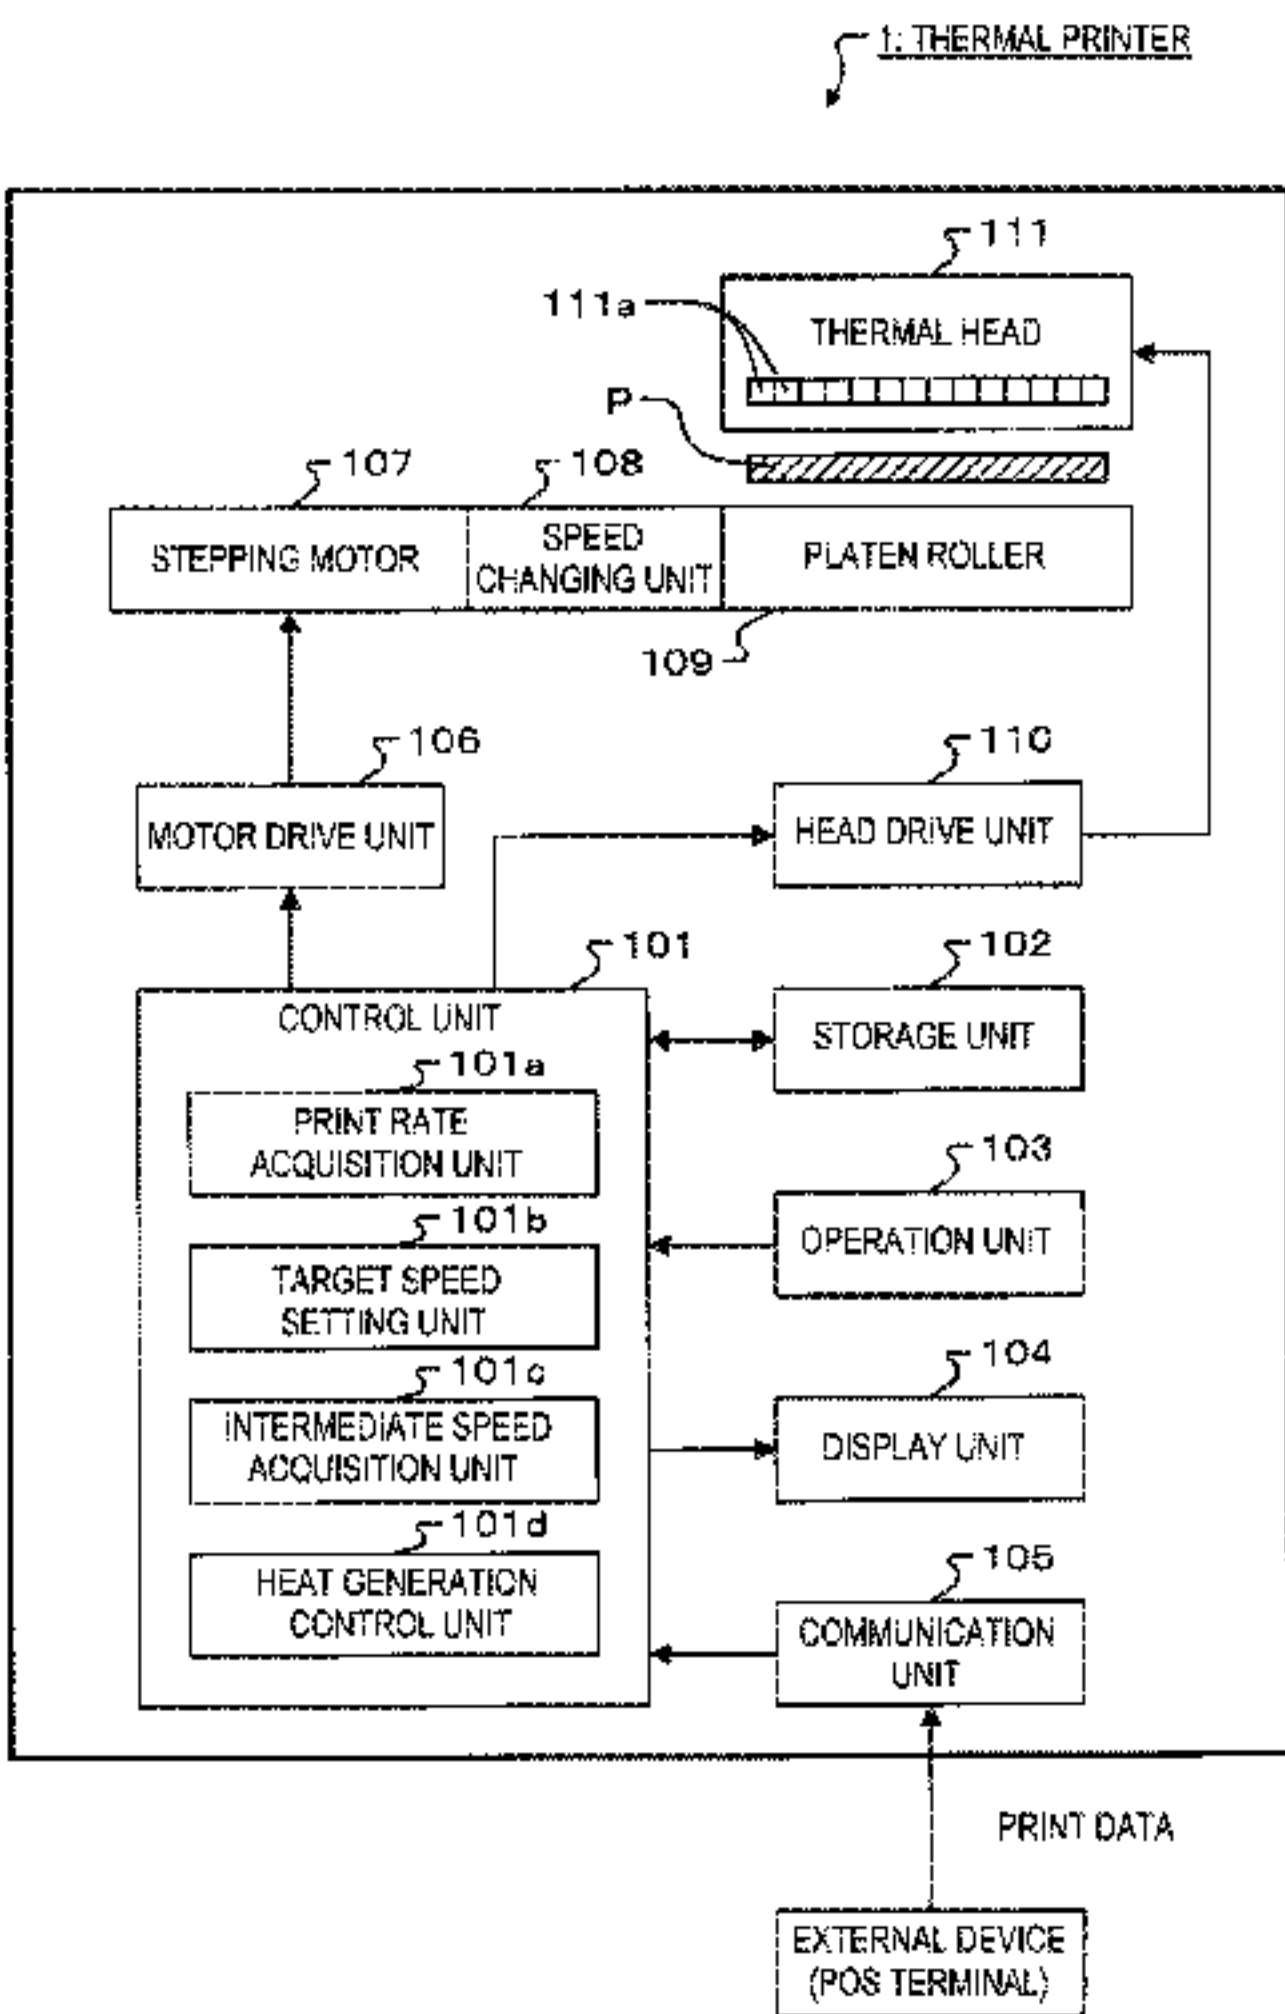 1: THERMAL PRINTER
111
111a
THERMAL HEAD
P
107
108
STEPPING MOTOR
SPEED
CHANGING UNIT
PLATEN ROLLER
109
106
110
MOTOR DRIVE UNIT
HEAD DRIVE UNIT
101
102
CONTROL UNIT
STORAGE UNIT
101a
PRINT RATE
ACQUISITION UNIT
103
101b
OPERATION UNIT
TARGET SPEED
SETTING UNIT
104
101c
INTERMEDIATE SPEED
ACQUISITION UNIT
DISPLAY UNIT
101d
105
HEAT GENERATION
CONTROL UNIT
COMMUNICATION
UNIT
PRINT DATA
EXTERNAL DEVICE
(POS TERMINAL)